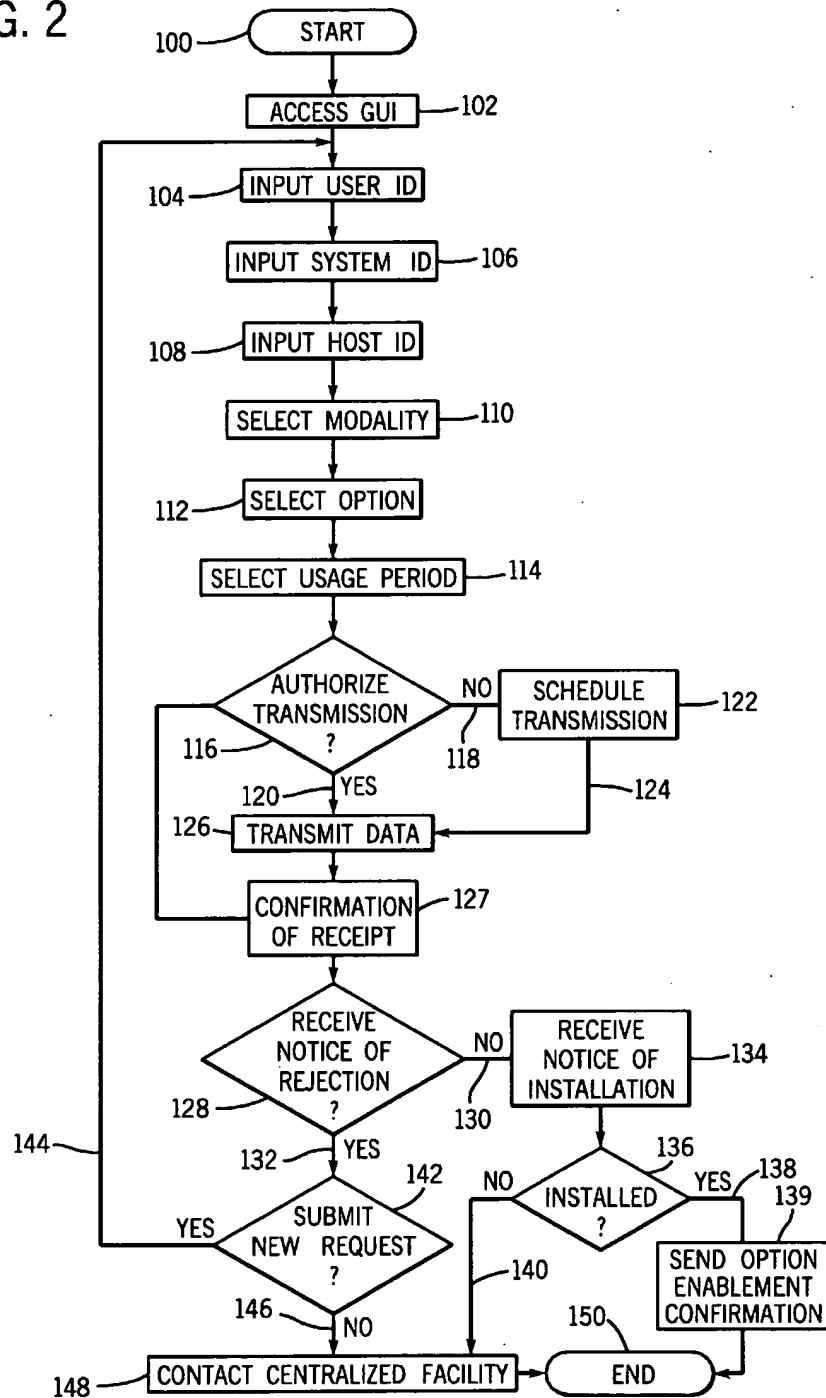 G. 2
100
START
ACCESS GUI
102
104
INPUT USER ID
INPUT SYSTEM ID
106
108
INPUT HOST ID
SELECT MODALITY
110
112
SELECT OPTION
SELECT USAGE PERIOD
114
AUTHORIZE
TRANSMISSION
?
116
NO
118
SCHEDULE
TRANSMISSION
122
120
YES
124
126
TRANSMIT DATA
CONFIRMATION
OF RECEIPT
127
RECEIVE
NOTICE OF
REJECTION
?
128
NO
130
RECEIVE
NOTICE OF
INSTALLATION
134
144
132
YES
136
INSTALLED
?
NO
YES
138
139
142
YES
SUBMIT
NEW REQUEST
?
140
SEND OPTION
ENABLEMENT
CONFIRMATION
146
NO
150
148
CONTACT CENTRALIZED FACILITY
END